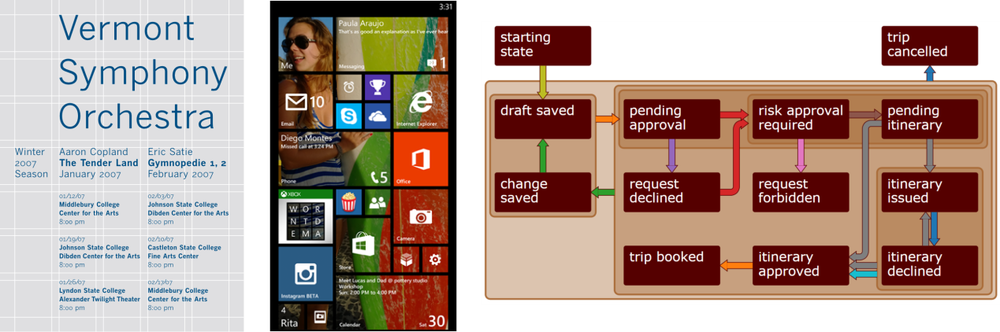 Vermont
Symphony
Orchestra
Winter
2007
Season
Aaron Copland
The Tender Land
January 2007
Eric Satie
Gymnopedie 1, 2
February 2007
01/12/07
Middlebury College
Center for the Arts
8:00 pm
02/03/07
Johnson State College
Dibden Center for the Arts
8:00 pm
01/19/07
Johnson State College
Dibden Center for the Arts
8:00 pm
02/10/07
Castleton State College
Fine Arts Center
8:00 pm
01/26/07
Lyndon State College
Alexander Twilight Theater
8:00 pm
02/17/07
Middlebury College
Center for the Arts
8:00 pm
3:31
Me
Paula Araujo
That's as good an explanation as I've ever hear
Messaging
1
10
Email
Internet Explorer
Diego Montes
Missed call at 3:24 PM
Phone
5
Office
XBOX
W O R
N T D
E M A
Store
Camera
Instagram BETA
Meet Lucas and Dad @ pottery studio
Workshop
Sun: 2:00 PM to 4:00 PM
Calendar
Sat 30
4
Rita
starting
state
trip
cancelled
draft saved
pending
approval
risk approval
required
pending
itinerary
change
saved
request
declined
request
forbidden
itinerary
issued
trip booked
itinerary
approved
itinerary
declined